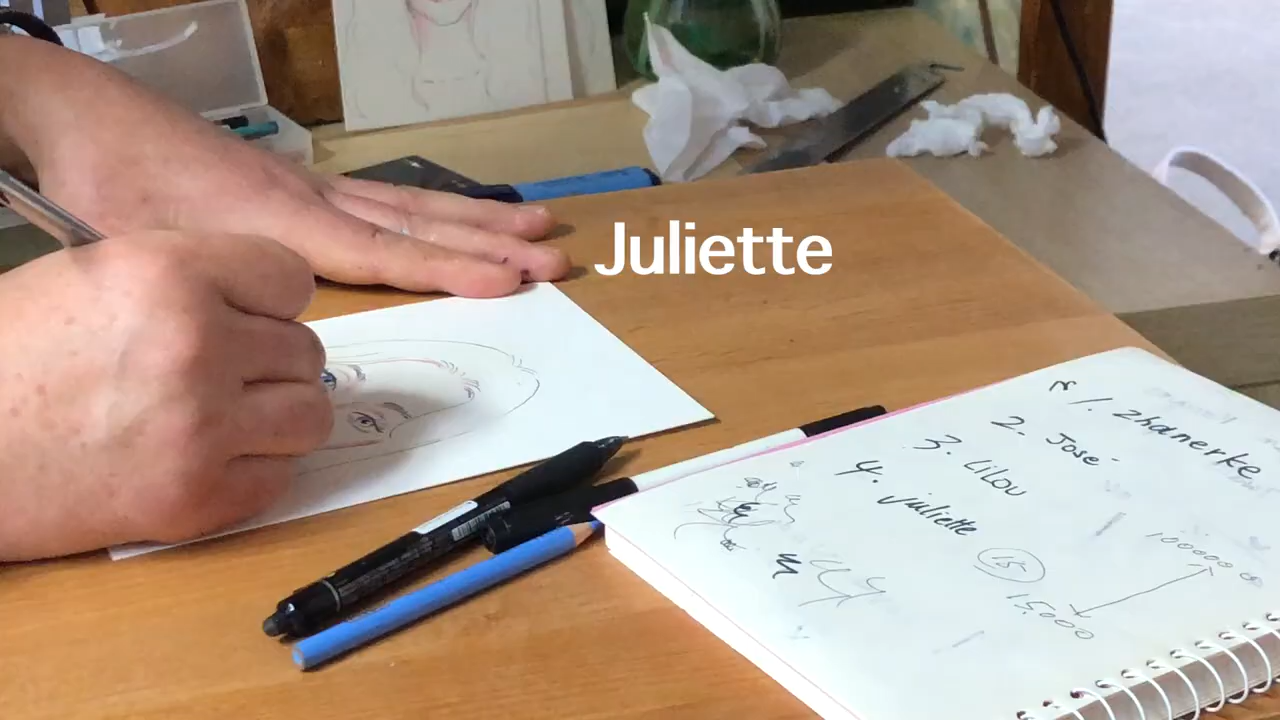 Juliette
1. Zhanerke
2. José
3. LILOU
4. juliette
15
100000
15.000